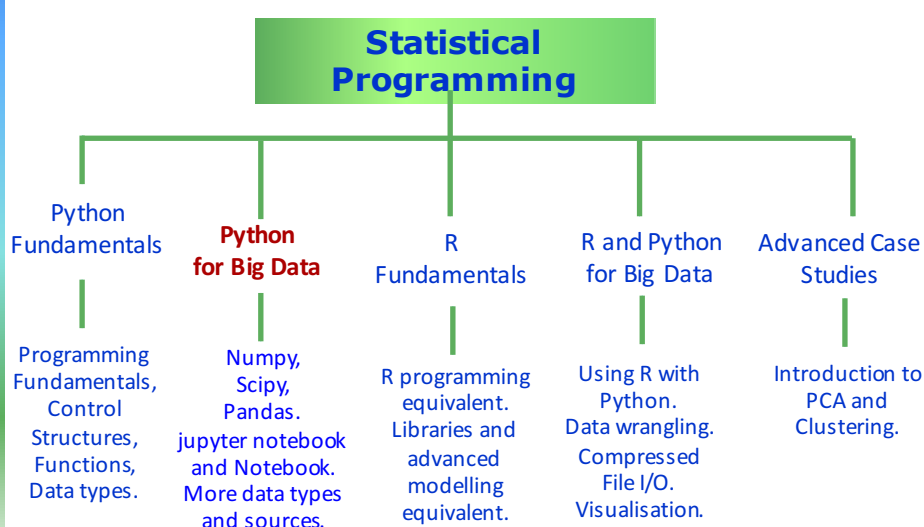 Statistical
Programming
Python
Fundamentals
Programming
Fundamentals,
Control
Structures,
Functions,
Data types.
Python
for Big Data
Numpy,
Scipy,
Pandas.
jupyter notebook
and Notebook.
More data types
and sources.
R
Fundamentals
R programming
equivalent.
Libraries and
advanced
modelling
equivalent.
R and Python
for Big Data
Using R with
Python.
Data wrangling.
Compressed
File I/O.
Visualisation.
Advanced Case
Studies
Introduction to
PCA and
Clustering.